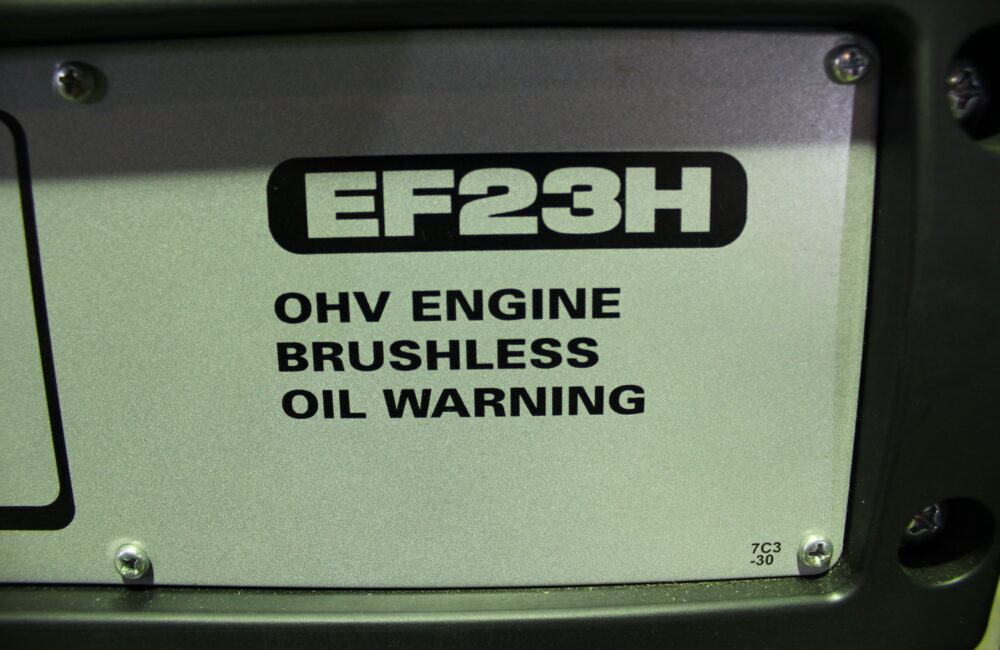 EF23H
OHV ENGINE
BRUSHLESS
OIL WARNING
7C3
-30